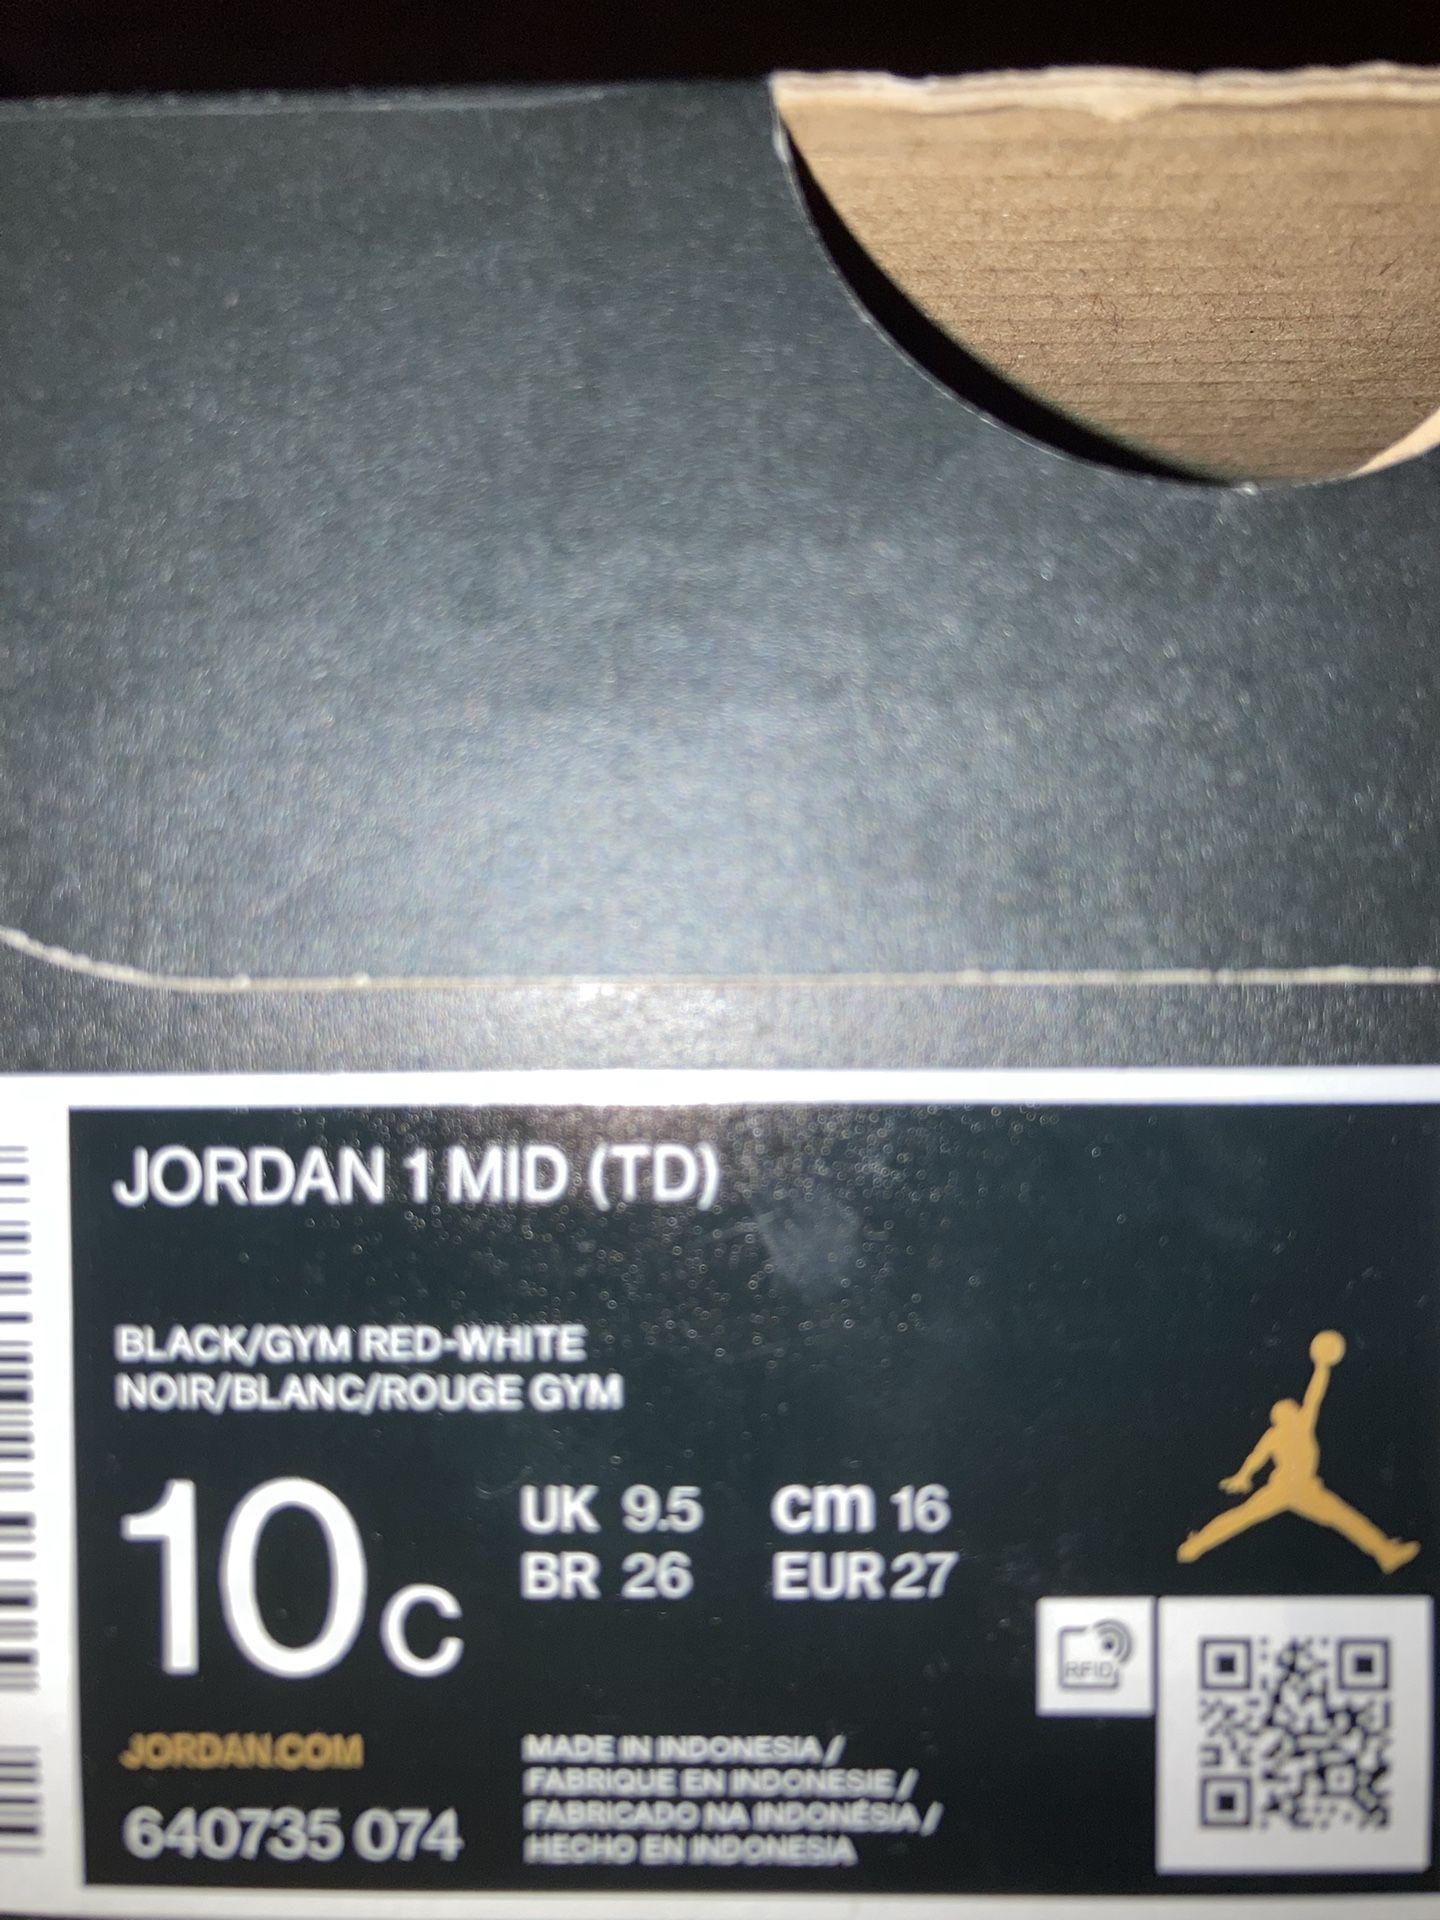 JORDAN 1 MID (TD)
BLACK/GYM RED-WHITE
NOIR/BLANC/ROUGE GYM
10C
UK 9.5 cm 16
BR 26 EUR 27
RFID
JORDAN.COM
640735 074
MADE IN INDONESIA /
FABRIQUE EN INDONESIE /
FABRICADO NA INDONÉSIA /
HECHO EN INDONESIA